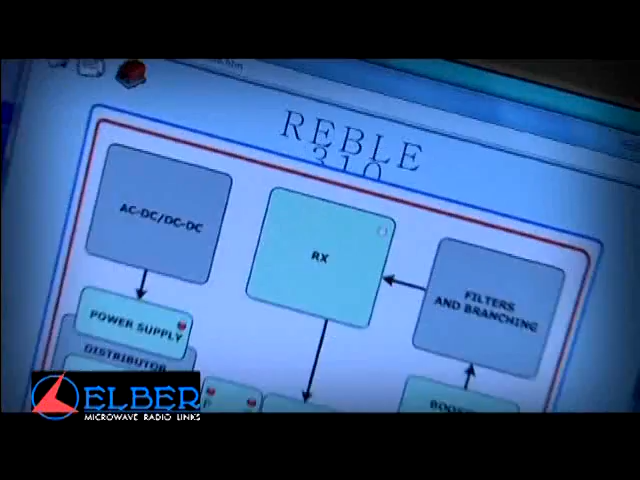 REBLE
310
AC-DC/DC-DC
RX
FILTERS
AND BRANCHING
POWER SUPPLY
DISTRIBUTOR
ELBER
MICROWAVE RADIO LINKS